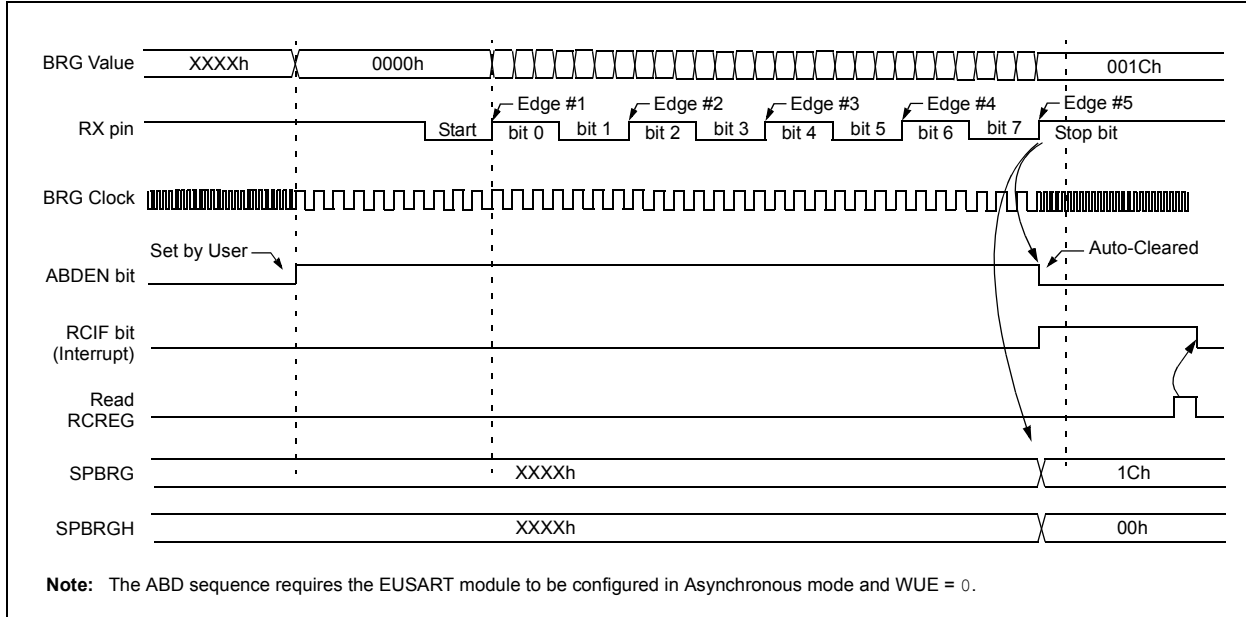 BRG Value XXXXh 0000h 001Ch
Edge #1 Edge #2 Edge #3 Edge #4 Edge #5
RX pin Start bit 0 bit 1 bit 2 bit 3 bit 4 bit 5 bit 6 bit 7 Stop bit
BRG Clock
Set by User Auto-Cleared
ABDEN bit
RCIF bit
(Interrupt)
Read
RCREG
SPBRG XXXXh 1Ch
SPBRGH XXXXh 00h
Note: The ABD sequence requires the EUSART module to be configured in Asynchronous mode and WUE = 0.